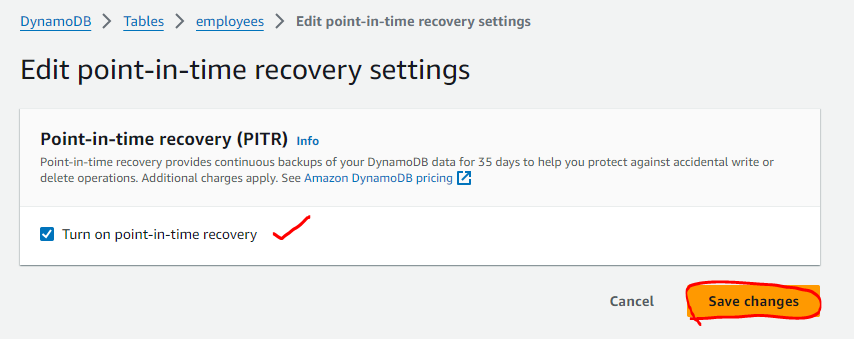 DynamoDB > Tables > employees > Edit point-in-time recovery settings
Edit point-in-time recovery settings
Point-in-time recovery (PITR) Info
Point-in-time recovery provides continuous backups of your DynamoDB data for 35 days to help you protect against accidental write or
delete operations. Additional charges apply. See Amazon DynamoDB pricing
Turn on point-in-time recovery
Cancel Save changes